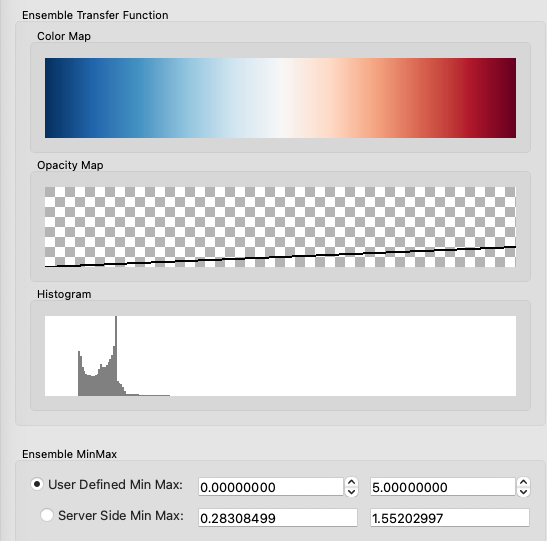 Ensemble Transfer Function
Color Map
Opacity Map
Histogram
Ensemble MinMax
User Defined Min Max: 0.00000000 5.00000000
Server Side Min Max: 0.28308499 1.55202997